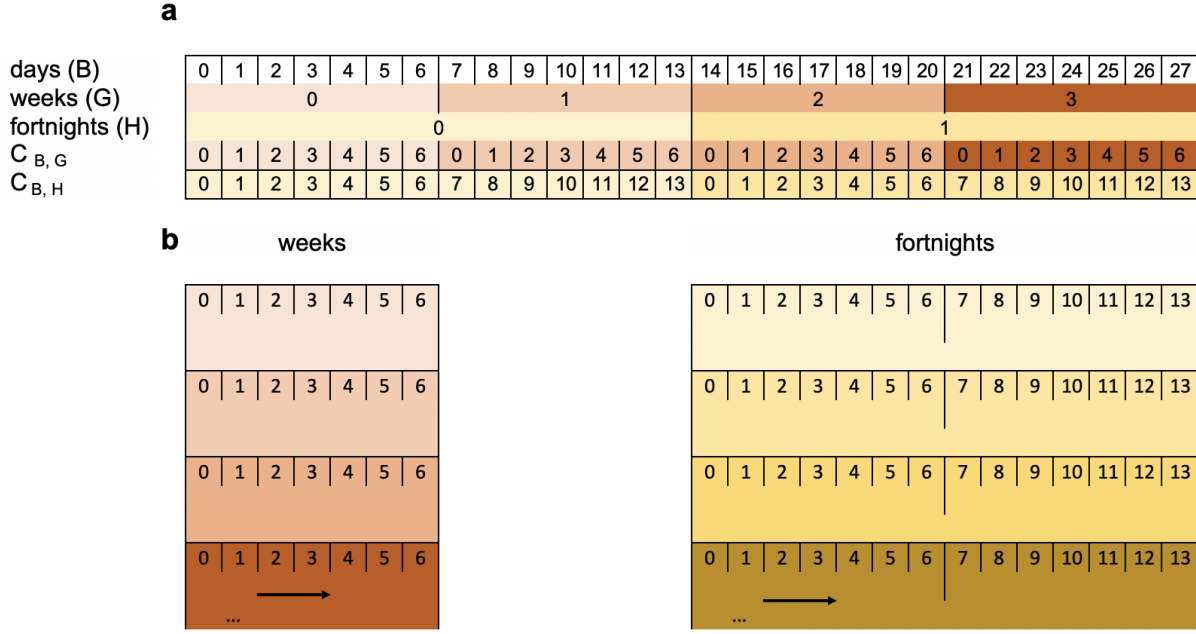 a
days (B) 0 1 2 3 4 5 6 7 8 9 10 11 12 13 14 15 16 17 18 19 20 21 22 23 24 25 26 27
weeks (G) 0 1 2 3
fortnights (H) 0 1
C B, G 0 1 2 3 4 5 6 0 1 2 3 4 5 6 0 1 2 3 4 5 6 0 1 2 3 4 5 6
C B, H 0 1 2 3 4 5 6 7 8 9 10 11 12 13 0 1 2 3 4 5 6 7 8 9 10 11 12 13
b weeks fortnights
0 1 2 3 4 5 6 0 1 2 3 4 5 6 7 8 9 10 11 12 13
0 1 2 3 4 5 6 0 1 2 3 4 5 6 7 8 9 10 11 12 13
0 1 2 3 4 5 6 0 1 2 3 4 5 6 7 8 9 10 11 12 13
0 1 2 3 4 5 6 0 1 2 3 4 5 6 7 8 9 10 11 12 13
... ...